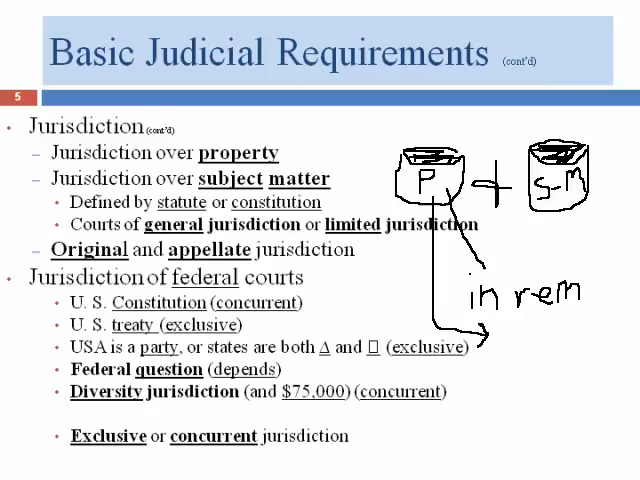 Basic Judicial Requirements (cont'd)
5
• Jurisdiction (cont'd)
– Jurisdiction over property
– Jurisdiction over subject matter
• Defined by statute or constitution
• Courts of general jurisdiction or limited jurisdiction
– Original and appellate jurisdiction
• Jurisdiction of federal courts
• U. S. Constitution (concurrent)
• U. S. treaty (exclusive)
• USA is a party, or states are both Δ and □ (exclusive)
• Federal question (depends)
• Diversity jurisdiction (and $75,000) (concurrent)
• Exclusive or concurrent jurisdiction
P + S-M
in rem